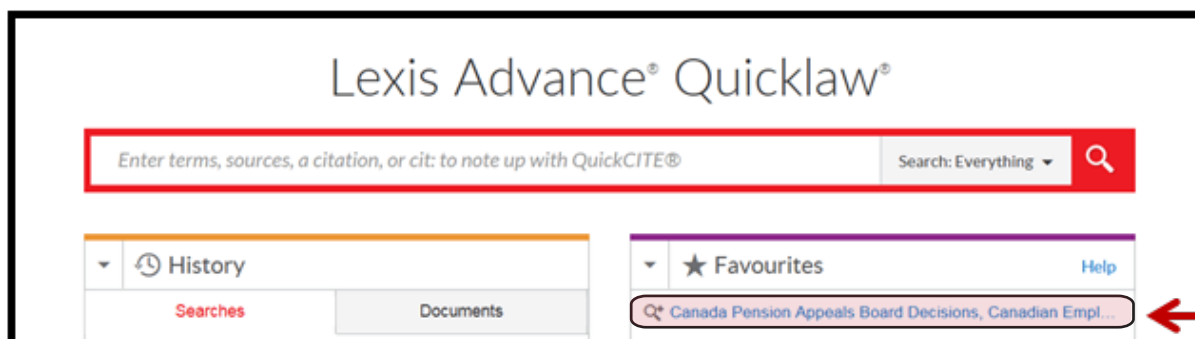 Lexis Advance® Quicklaw®
Enter terms, sources, a citation, or cit: to note up with QuickCITE®
Search: Everything
History
Favourites
Help
Searches
Documents
Canada Pension Appeals Board Decisions, Canadian Empl...